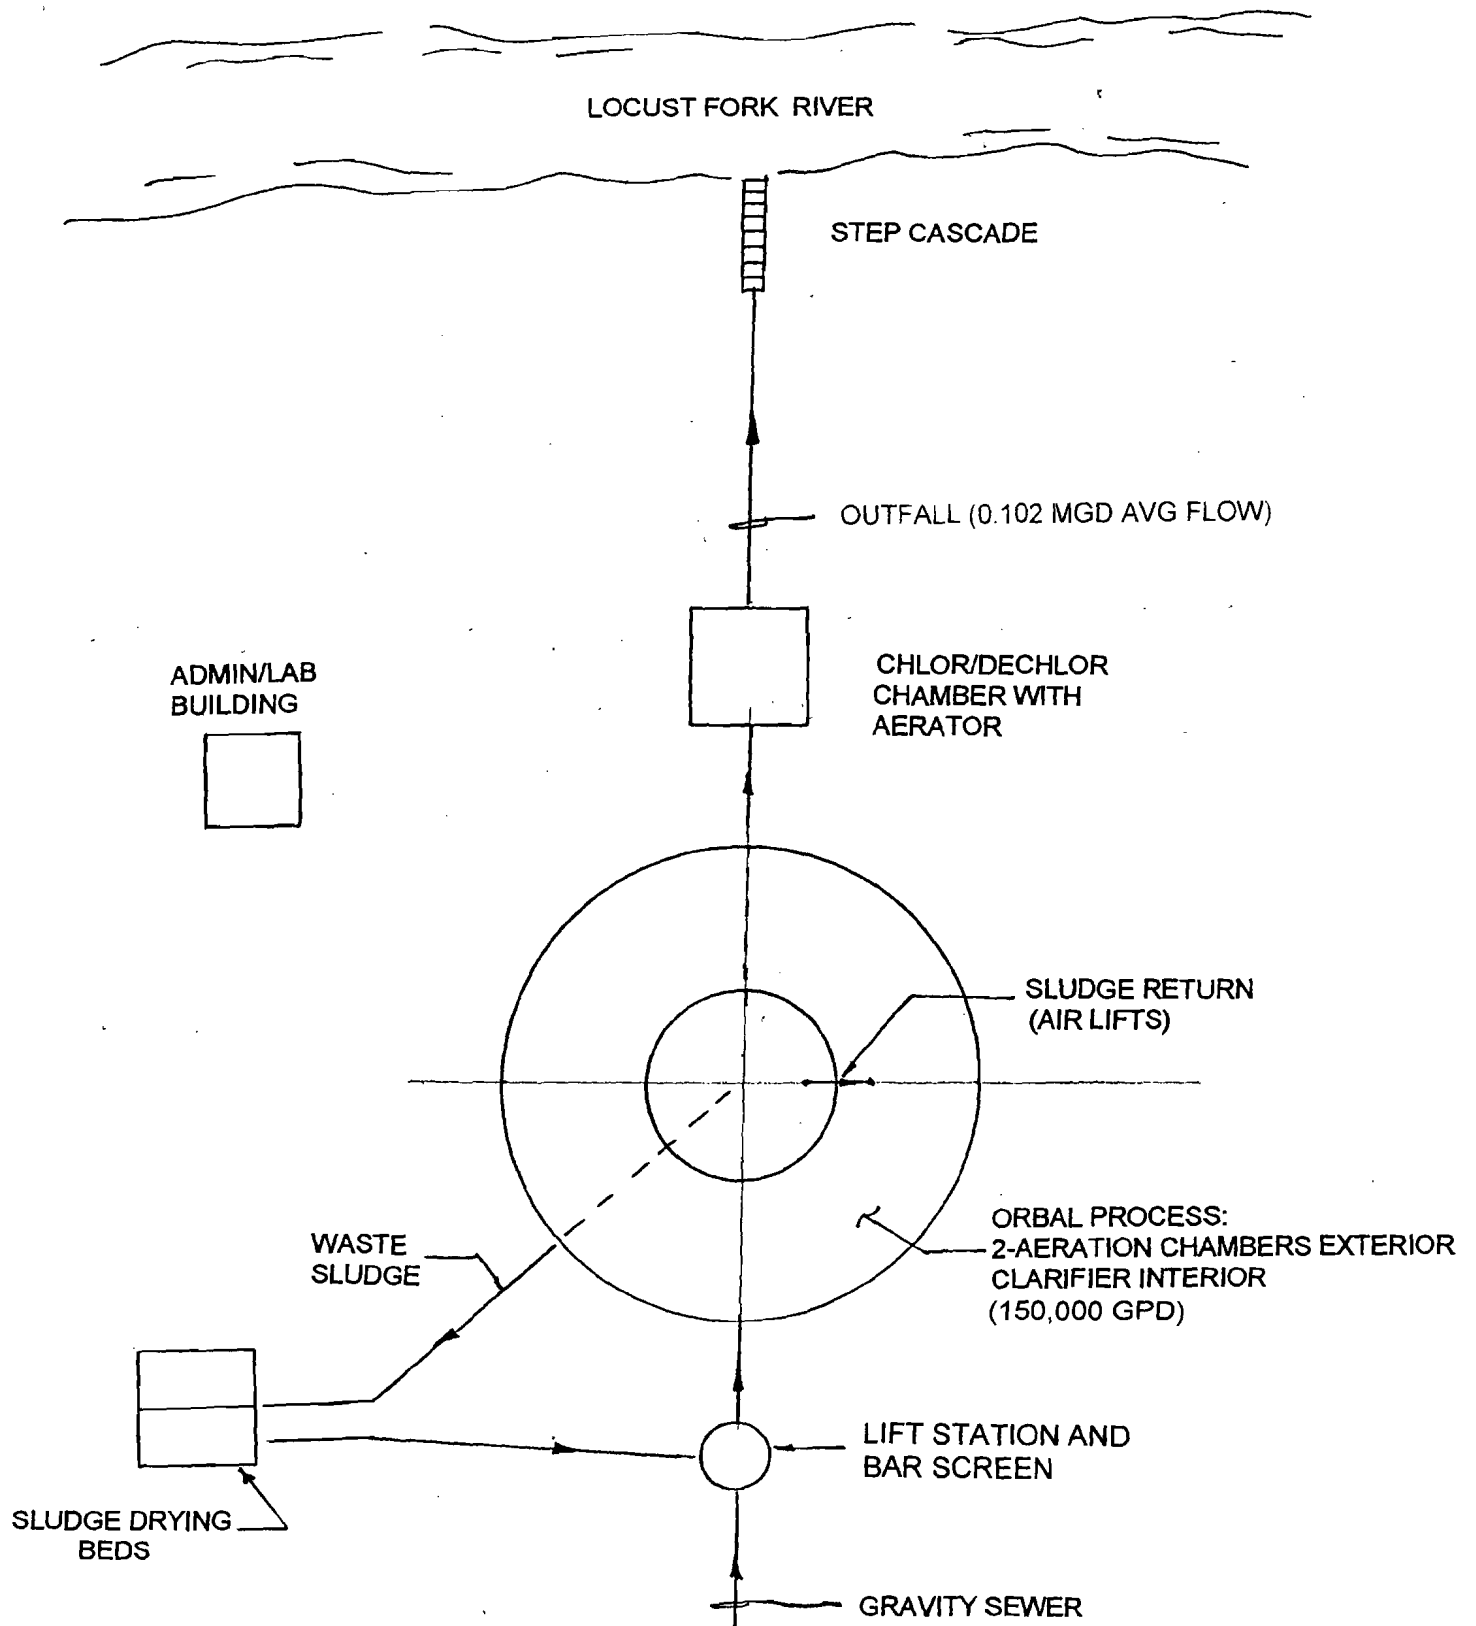 LOCUST FORK RIVER
STEP CASCADE
OUTFALL (0.102 MGD AVG FLOW)
ADMIN/LAB
BUILDING
CHLOR/DECHLOR
CHAMBER WITH
AERATOR
SLUDGE RETURN
(AIR LIFTS)
ORBAL PROCESS:
2-AERATION CHAMBERS EXTERIOR
CLARIFIER INTERIOR
(150,000 GPD)
WASTE
SLUDGE
LIFT STATION AND
BAR SCREEN
SLUDGE DRYING
BEDS
GRAVITY SEWER